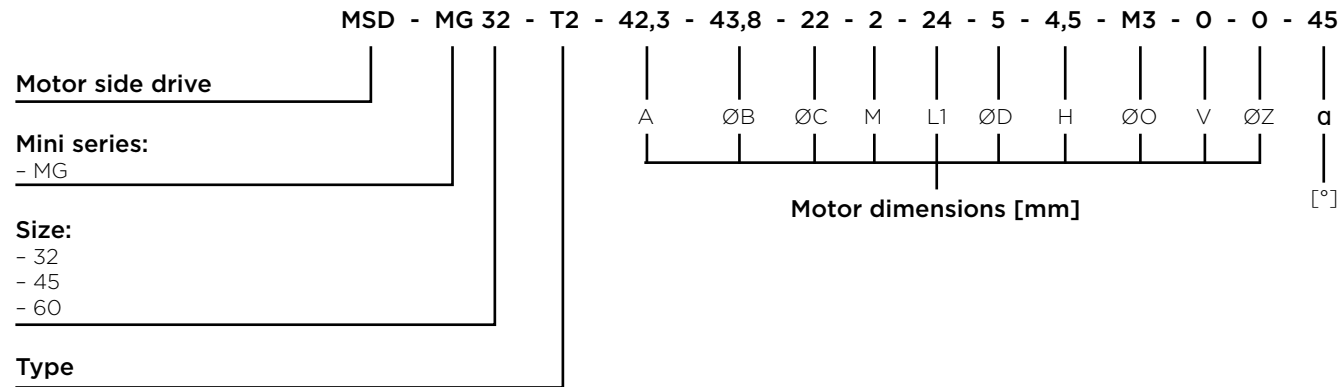 MSD - MG 32 - T2 - 42,3 - 43,8 - 22 - 2 - 24 - 5 - 4,5 - M3 - 0 - 0 - 45
Motor side drive
A ØB ØC M L1 ØD H ØO V ØZ α
Mini series:
– MG
[°]
Motor dimensions [mm]
Size:
– 32
– 45
– 60
Type